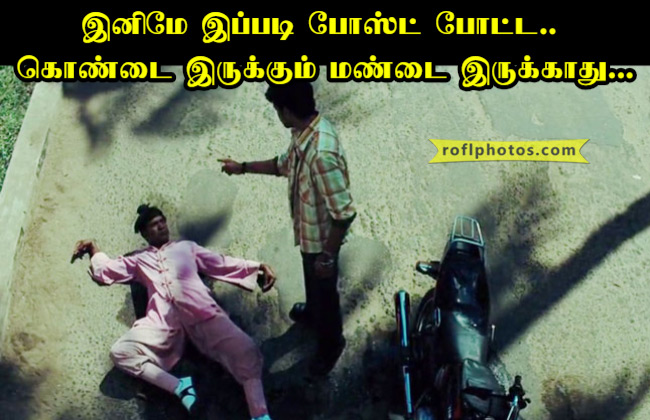 இனிமே இப்படி போஸ்ட் போட்ட..
கொண்டை இருக்கும் மண்டை இருக்காது...
roflphotos.com